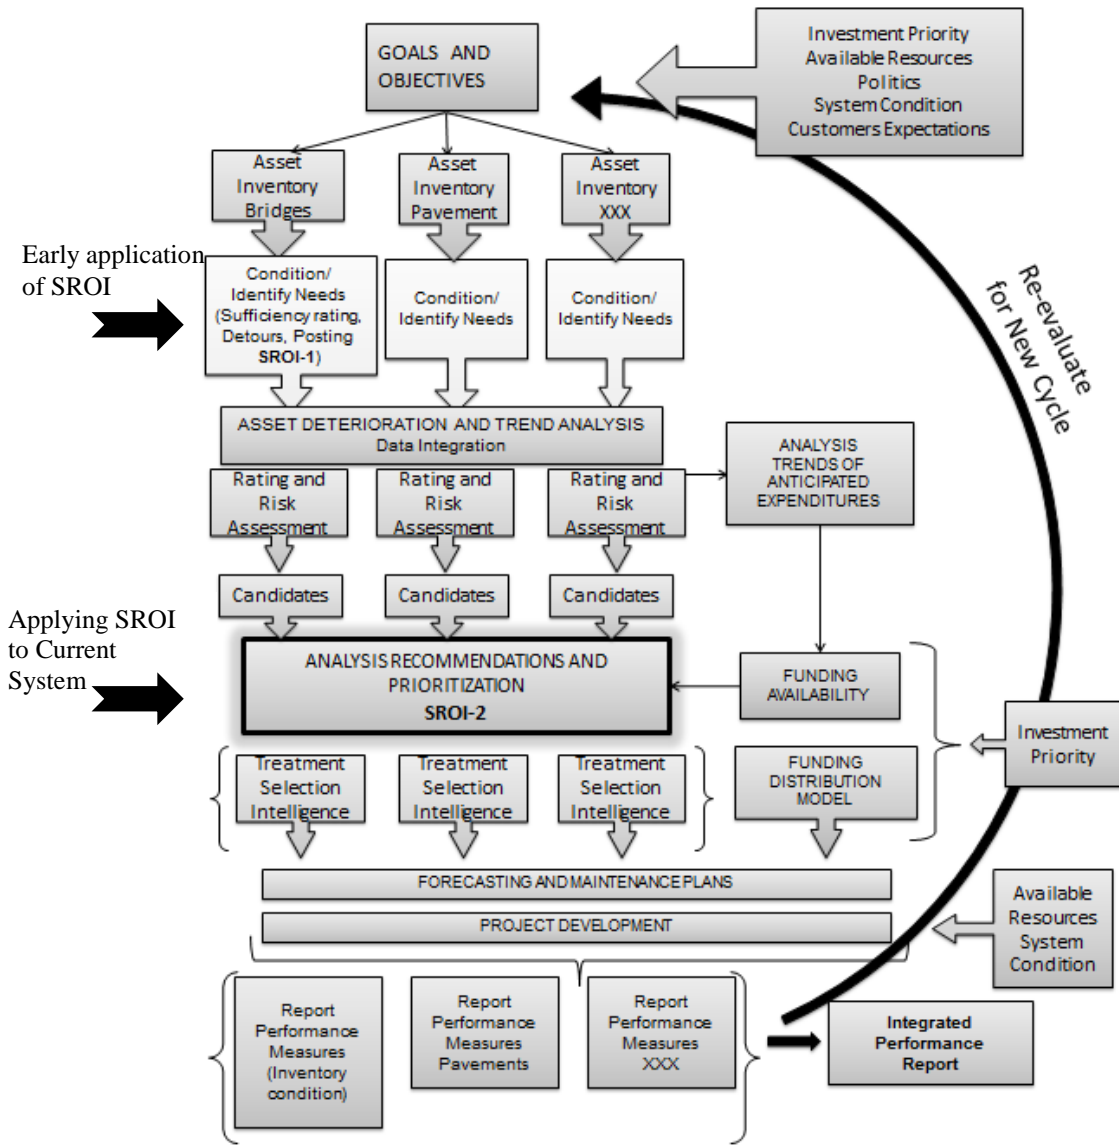 GOALS AND
OBJECTIVES
Investment Priority
Available Resources
Politics
System Condition
Customers Expectations
Asset
Inventory
Bridges
Asset
Inventory
Pavement
Asset
Inventory
XXX
Early application
of SROI
Condition/
Identify Needs
(Sufficiency rating,
Detours, Posting
SROI-1)
Condition/
Identify Needs
Condition/
Identify Needs
Re-evaluate
for New Cycle
ASSET DETERIORATION AND TREND ANALYSIS
Data Integration
ANALYSIS
TRENDS OF
ANTICIPATED
EXPENDITURES
Rating and
Risk
Assessment
Rating and
Risk
Assessment
Rating and
Risk
Assessment
Candidates
Candidates
Candidates
Applying SROI
to Current
System
ANALYSIS RECOMMENDATIONS AND
PRIORITIZATION
SROI-2
FUNDING
AVAILABILITY
Investment
Priority
Treatment
Selection
Intelligence
Treatment
Selection
Intelligence
Treatment
Selection
Intelligence
FUNDING
DISTRIBUTION
MODEL
FORECASTING AND MAINTENANCE PLANS
PROJECT DEVELOPMENT
Available
Resources
System
Condition
Report
Performance
Measures
(Inventory
condition)
Report
Performance
Measures
Pavements
Report
Performance
Measures
XXX
Integrated
Performance
Report